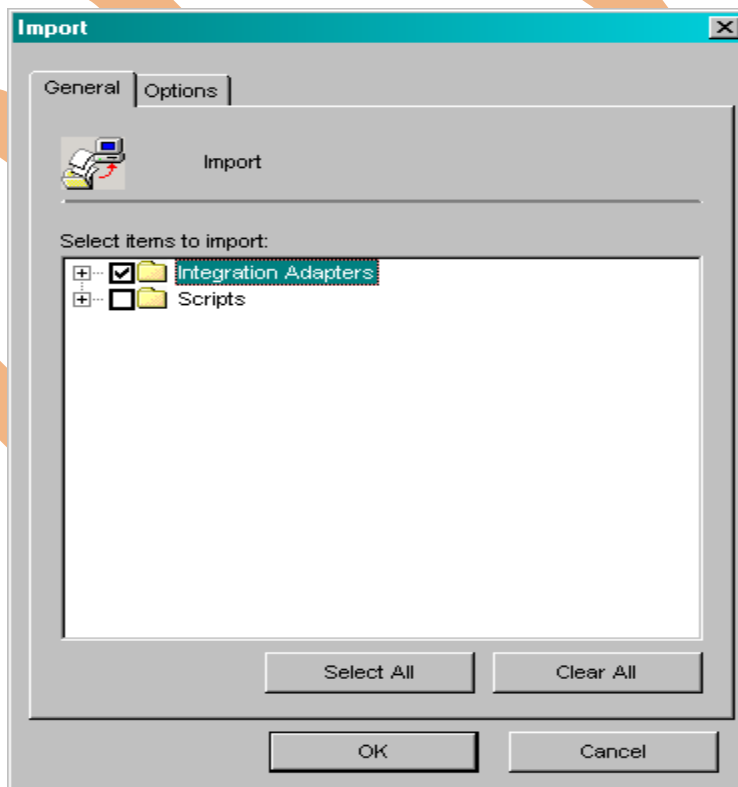 Import
General Options
Import
Select items to import:
Integration Adapters
Scripts
Select All Clear All
OK Cancel